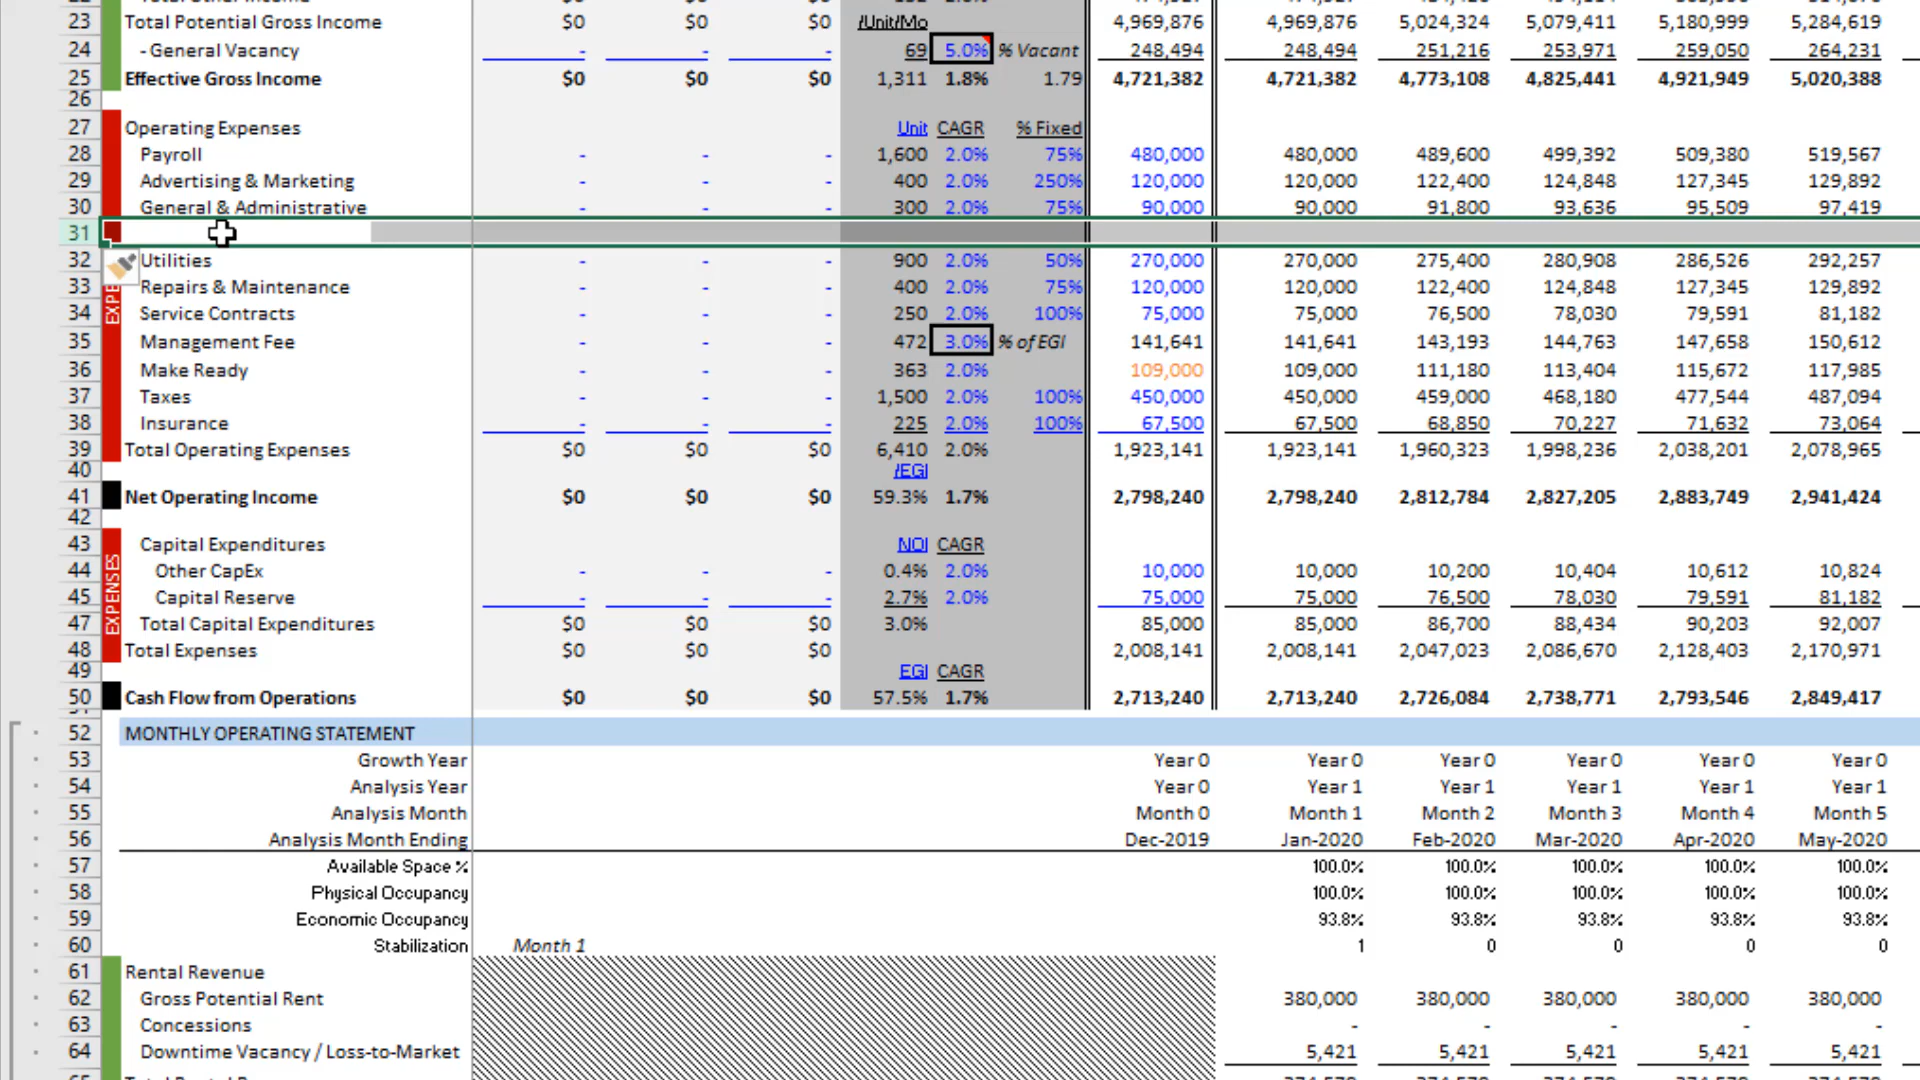 23 Total Potential Gross Income $0 $0 $0 /Unit/Mo 4,969,876 4,969,876 5,024,324 5,079,411 5,180,999 5,284,619
24 - General Vacancy - - - 69 5.0% % Vacant 248,494 248,494 251,216 253,971 259,050 264,231
25 Effective Gross Income $0 $0 $0 1,311 1.8% 1.79 4,721,382 4,721,382 4,773,108 4,825,441 4,921,949 5,020,388
26
27 Operating Expenses Unit CAGR % Fixed
28 Payroll - - - 1,600 2.0% 75% 480,000 480,000 489,600 499,392 509,380 519,567
29 Advertising & Marketing - - - 400 2.0% 250% 120,000 120,000 122,400 124,848 127,345 129,892
30 General & Administrative - - - 300 2.0% 75% 90,000 90,000 91,800 93,636 95,509 97,419
31
32 Utilities - - - 900 2.0% 50% 270,000 270,000 275,400 280,908 286,526 292,257
33 Repairs & Maintenance - - - 400 2.0% 75% 120,000 120,000 122,400 124,848 127,345 129,892
34 Service Contracts - - - 250 2.0% 100% 75,000 75,000 76,500 78,030 79,591 81,182
35 Management Fee - - - 472 3.0% % of EGI 141,641 141,641 143,193 144,763 147,658 150,612
36 Make Ready - - - 363 2.0% 109,000 109,000 111,180 113,404 115,672 117,985
37 Taxes - - - 1,500 2.0% 100% 450,000 450,000 459,000 468,180 477,544 487,094
38 Insurance - - - 225 2.0% 100% 67,500 67,500 68,850 70,227 71,632 73,064
39 Total Operating Expenses $0 $0 $0 6,410 2.0% 1,923,141 1,923,141 1,960,323 1,998,236 2,038,201 2,078,965
40 /EGI
41 Net Operating Income $0 $0 $0 59.3% 1.7% 2,798,240 2,798,240 2,812,784 2,827,205 2,883,749 2,941,424
42
43 Capital Expenditures NOI CAGR
44 Other CapEx - - - 0.4% 2.0% 10,000 10,000 10,200 10,404 10,612 10,824
45 Capital Reserve - - - 2.7% 2.0% 75,000 75,000 76,500 78,030 79,591 81,182
EXPENSES
47 Total Capital Expenditures $0 $0 $0 3.0% 85,000 85,000 86,700 88,434 90,203 92,007
48 Total Expenses $0 $0 $0 2,008,141 2,008,141 2,047,023 2,086,670 2,128,403 2,170,971
49 EGI CAGR
50 Cash Flow from Operations $0 $0 $0 57.5% 1.7% 2,713,240 2,713,240 2,726,084 2,738,771 2,793,546 2,849,417
52 MONTHLY OPERATING STATEMENT
53 Growth Year Year 0 Year 0 Year 0 Year 0 Year 0 Year 0
54 Analysis Year Year 0 Year 1 Year 1 Year 1 Year 1 Year 1
55 Analysis Month Month 0 Month 1 Month 2 Month 3 Month 4 Month 5
56 Analysis Month Ending Dec-2019 Jan-2020 Feb-2020 Mar-2020 Apr-2020 May-2020
57 Available Space % 100.0% 100.0% 100.0% 100.0% 100.0%
58 Physical Occupancy 100.0% 100.0% 100.0% 100.0% 100.0%
59 Economic Occupancy 93.8% 93.8% 93.8% 93.8% 93.8%
60 Stabilization Month 1 1 0 0 0 0
61 Rental Revenue
62 Gross Potential Rent 380,000 380,000 380,000 380,000 380,000
63 Concessions - - - - -
64 Downtime Vacancy / Loss-to-Market 5,421 5,421 5,421 5,421 5,421